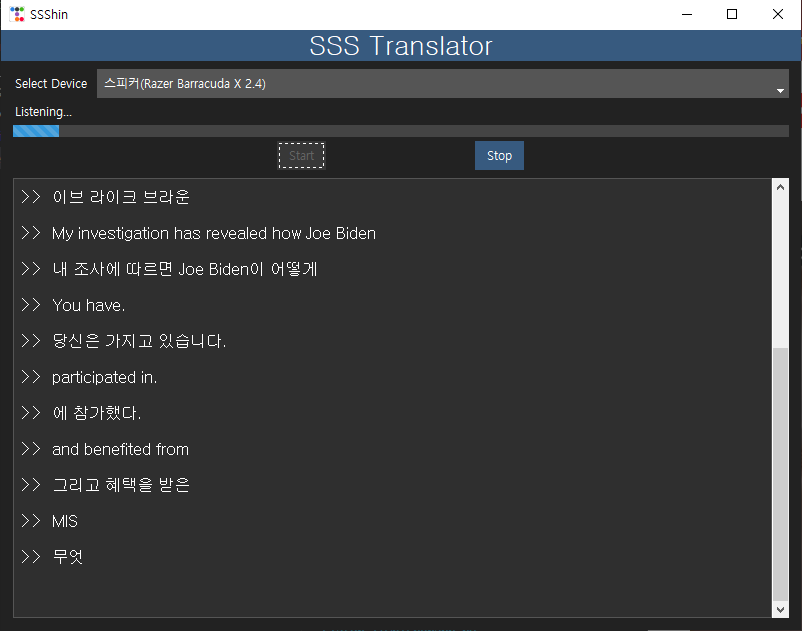 SSShin
SSS Translator
Select Device 스피커(Razer Barracuda X 2.4)
Listening...
Start Stop
>> 이브 라이크 브라운
>> My investigation has revealed how Joe Biden
>> 내 조사에 따르면 Joe Biden이 어떻게
>> You have.
>> 당신은 가지고 있습니다.
>> participated in.
>> 에 참가했다.
>> and benefited from
>> 그리고 혜택을 받은
>> MIS
>> 무엇